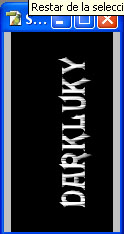 Restar de la selecci
S...
DARKLUKY